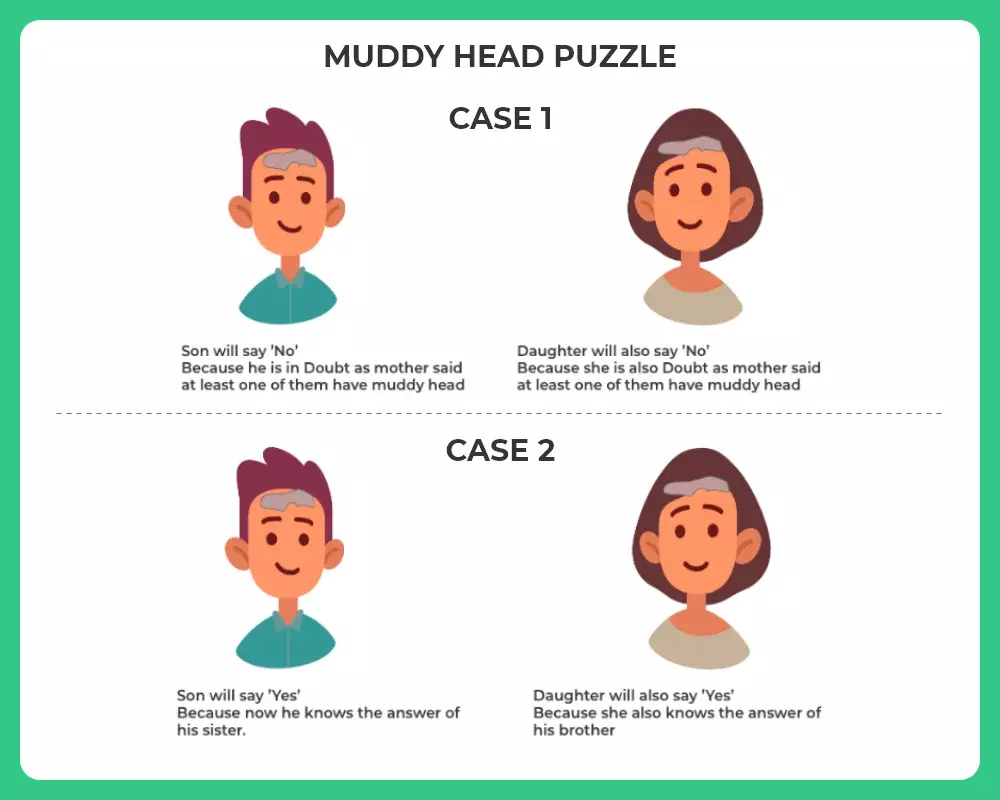 MUDDY HEAD PUZZLE
CASE 1
Son will say 'No'
Because he is in Doubt as mother said
at least one of them have muddy head
Daughter will also say 'No'
Because she is also Doubt as mother said
at least one of them have muddy head
CASE 2
Son will say 'Yes'
Because now he knows the answer of
his sister.
Daughter will also say 'Yes'
Because she also knows the answer of
his brother